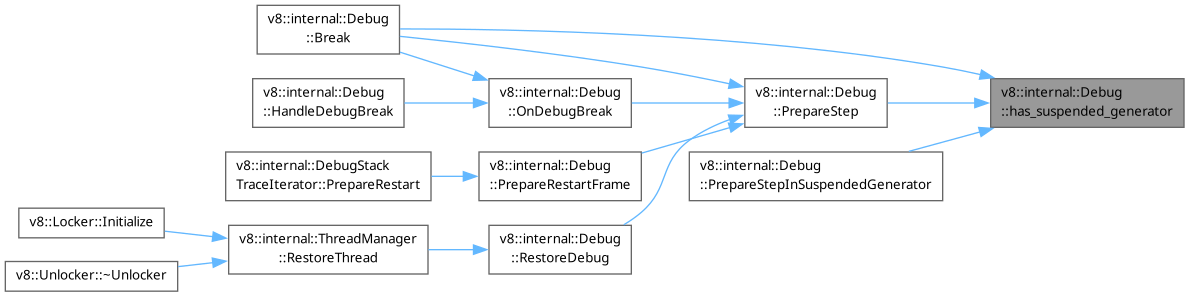 v8::internal::Debug
::Break
v8::internal::Debug
::HandleDebugBreak
v8::internal::Debug
::OnDebugBreak
v8::internal::Debug
::PrepareStep
v8::internal::Debug
::has_suspended_generator
v8::internal::DebugStack
TraceIterator::PrepareRestart
v8::internal::Debug
::PrepareRestartFrame
v8::internal::Debug
::PrepareStepInSuspendedGenerator
v8::Locker::Initialize
v8::internal::ThreadManager
::RestoreThread
v8::internal::Debug
::RestoreDebug
v8::Unlocker::~Unlocker